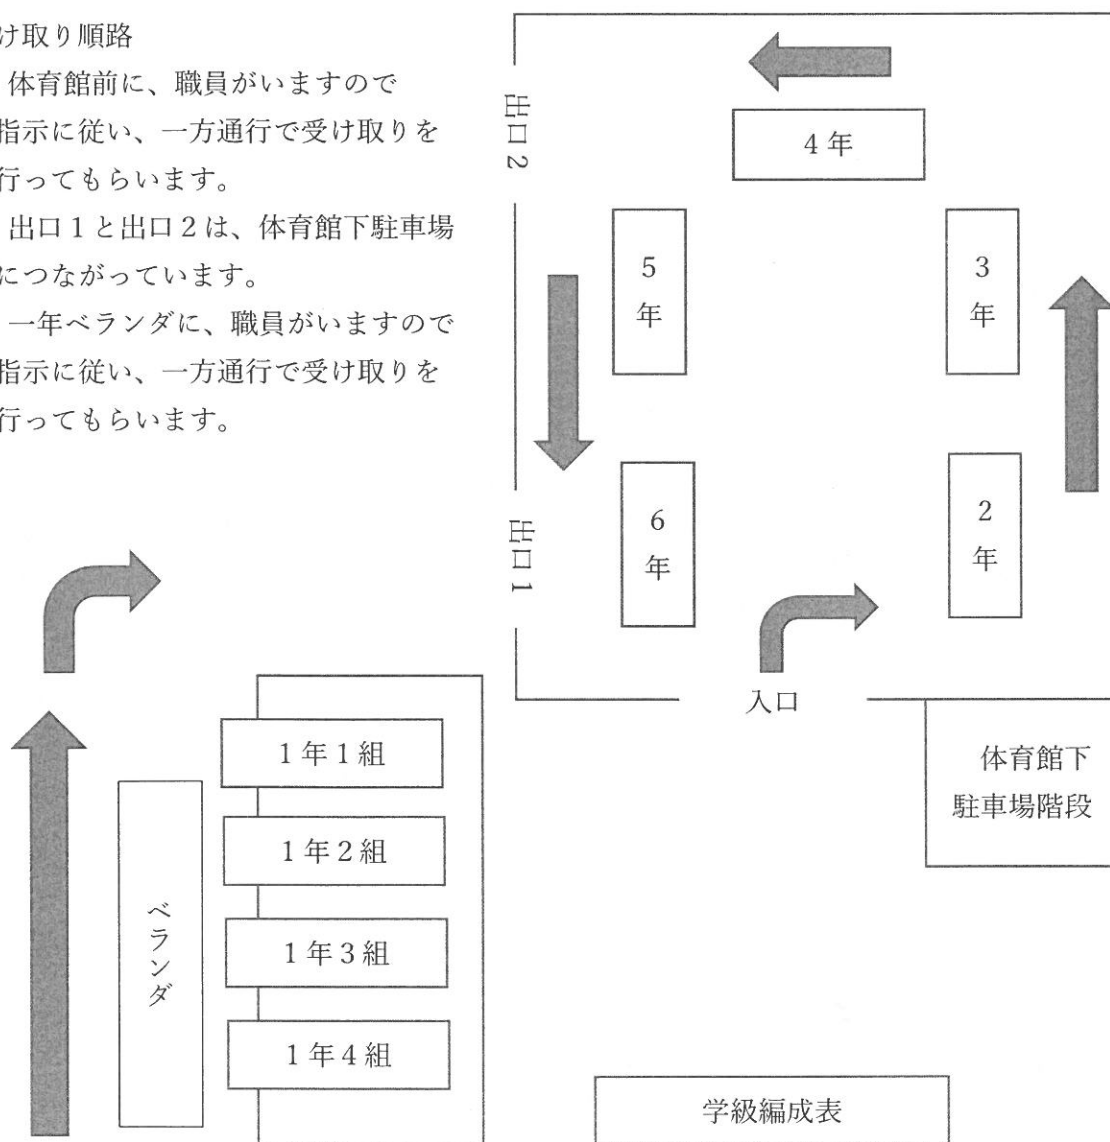 け取り順路
体育館前に、職員がいますので
指示に従い、一方通行で受け取りを
行ってもらいます。
出口１と出口２は、体育館下駐車場
につながっています。
一年ベランダに、職員がいますので
指示に従い、一方通行で受け取りを
行ってもらいます。
出口２
４年
５年
３年
出口１
６年
２年
入口
体育館下
駐車場階段
１年１組
１年２組
１年３組
１年４組
ベランダ
学級編成表